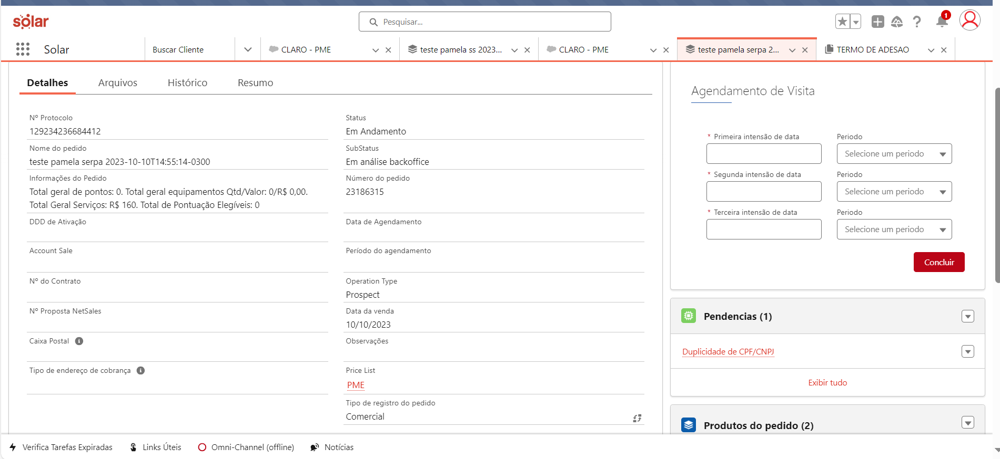 solar
Pesquisar...
1
Solar
Buscar Cliente
CLARO - PME
teste pamela ss 2023...
CLARO - PME
teste pamela serpa 2...
TERMO DE ADESAO
Detalhes
Arquivos
Histórico
Resumo
Nº Protocolo
129234236684412
Status
Em Andamento
Nome do pedido
teste pamela serpa 2023-10-10T14:55:14-0300
SubStatus
Em análise backoffice
Informações do Pedido
Total geral de pontos: 0. Total geral equipamentos Qtd/Valor: 0/R$ 0,00.
Total Geral Serviços: R$ 160. Total de Pontuação Elegíveis: 0
Número do pedido
23186315
DDD de Ativação
Data de Agendamento
Account Sale
Período do agendamento
Nº do Contrato
Operation Type
Prospect
Nº Proposta NetSales
Data da venda
10/10/2023
Caixa Postal
Observações
Tipo de endereço de cobrança
Price List
PME
Tipo de registro do pedido
Comercial
Agendamento de Visita
* Primeira intensão de data
Periodo
Selecione um periodo
* Segunda intensão de data
Periodo
Selecione um periodo
* Terceira intensão de data
Periodo
Selecione um periodo
Concluir
Pendencias (1)
Duplicidade de CPF/CNPJ
Exibir tudo
Produtos do pedido (2)
Verifica Tarefas Expiradas
Links Úteis
Omni-Channel (offline)
Notícias